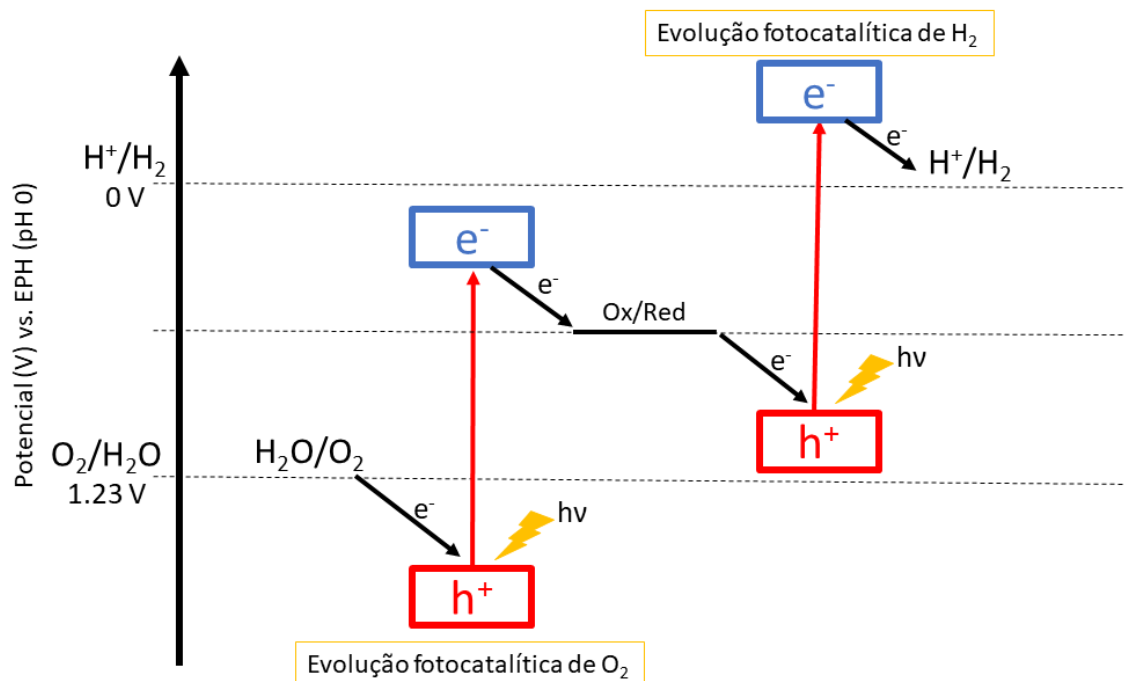 Evolução fotocatalítica de H₂
e⁻
e⁻
H⁺/H₂
H⁺/H₂
0 V
Potencial (V) vs. EPH (pH 0)
e⁻
e⁻
Ox/Red
e⁻
hν
h⁺
O₂/H₂O
H₂O/O₂
1.23 V
e⁻
hν
h⁺
Evolução fotocatalítica de O₂